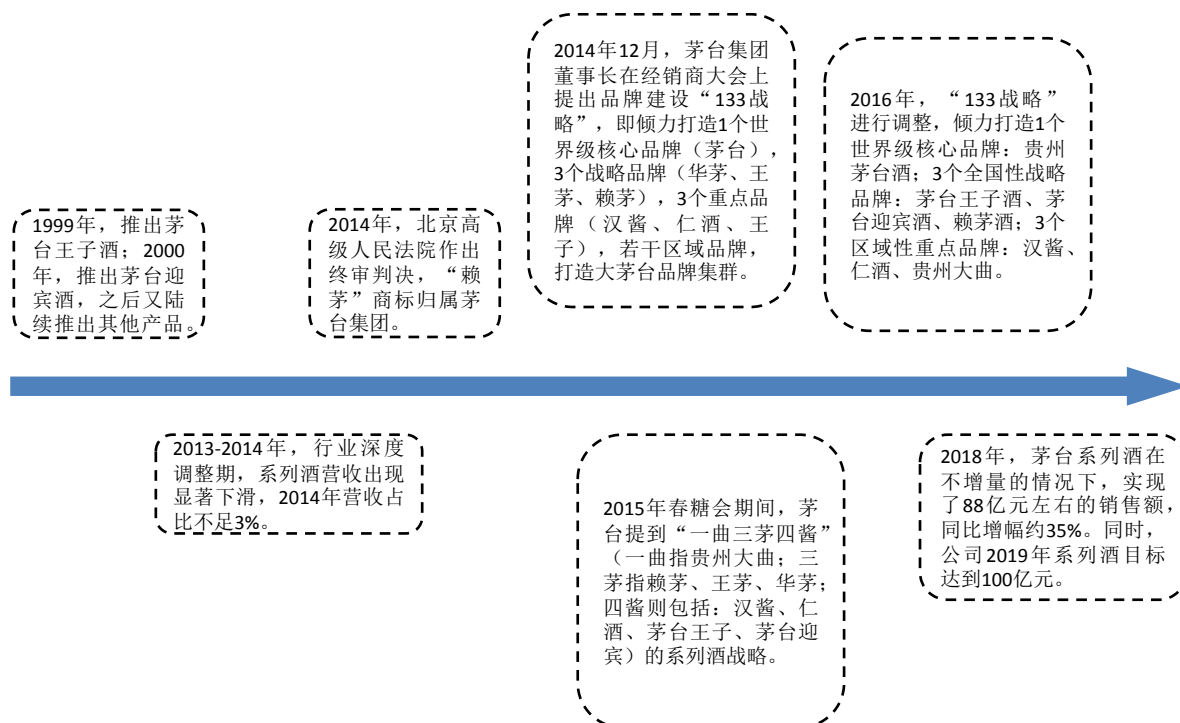 1999年，推出茅
台王子酒；2000
年，推出茅台迎
宾酒，之后又陆
续推出其他产品。
2013-2014年，行业深度
调整期，系列酒营收出现
显著下滑，2014年营收占
比不足3%。
2014年，北京高
级人民法院作出
终审判决，“赖
茅”商标归属茅
台集团。
2014年12月，茅台集团
董事长在经销商大会上
提出品牌建设“133战
略”，即倾力打造1个世
界级核心品牌（茅台），
3个战略品牌（华茅、王
茅、赖茅），3个重点品
牌（汉酱、仁酒、王
子），若干区域品牌，
打造大茅台品牌集群。
2015年春糖会期间，茅
台提到“一曲三茅四酱”
（一曲指贵州大曲；三
茅指赖茅、王茅、华茅；
四酱则包括：汉酱、仁
酒、茅台王子、茅台迎
宾）的系列酒战略。
2016年，“133战略”
进行调整，倾力打造1个
世界级核心品牌：贵州
茅台酒；3个全国性战略
品牌：茅台王子酒、茅
台迎宾酒、赖茅酒；3个
区域性重点品牌：汉酱、
仁酒、贵州大曲。
2018年，茅台系列酒在
不增量的情况下，实现
了88亿元左右的销售额，
同比增幅约35%。同时，
公司2019年系列酒目标
达到100亿元。